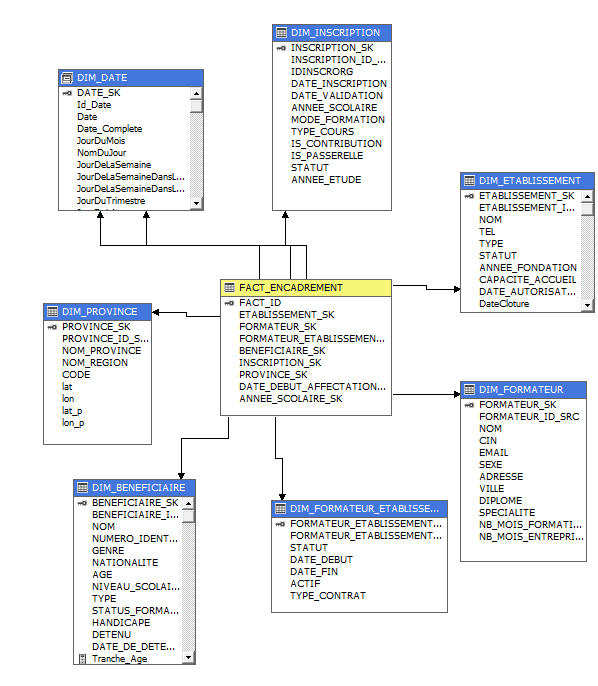 DIM_INSCRIPTION
INSCRIPTION_SK
INSCRIPTION_ID_...
IDINSCRORG
DATE_INSCRIPTION
DATE_VALIDATION
ANNEE_SCOLAIRE
MODE_FORMATION
TYPE_COURS
IS_CONTRIBUTION
IS_PASSERELLE
STATUT
ANNEE_ETUDE
DIM_DATE
DATE_SK
Id_Date
Date
Date_Complete
JourDuMois
NomDuJour
JourDeLaSemaine
JourDeLaSemaineDansL...
JourDeLaSemaineDansL...
JourDuTrimestre
DIM_ETABLISSEMENT
ETABLISSEMENT_SK
ETABLISSEMENT_I...
NOM
TEL
TYPE
STATUT
ANNEE_FONDATION
CAPACITE_ACCUEIL
DATE_AUTORISAT...
DateCloture
FACT_ENCADREMENT
FACT_ID
ETABLISSEMENT_SK
FORMATEUR_SK
FORMATEUR_ETABLISSEMEN...
BENEFICIAIRE_SK
INSCRIPTION_SK
PROVINCE_SK
DATE_DEBUT_AFFECTATION...
ANNEE_SCOLAIRE_SK
DIM_PROVINCE
PROVINCE_SK
PROVINCE_ID_S...
NOM_PROVINCE
NOM_REGION
CODE
lat
lon
lat_p
lon_p
DIM_FORMATEUR
FORMATEUR_SK
FORMATEUR_ID_SRC
NOM
CIN
EMAIL
SEXE
ADRESSE
VILLE
DIPLOME
SPECIALITE
NB_MOIS_FORMATI...
NB_MOIS_ENTREPRI...
DIM_BENEFICIAIRE
BENEFICIAIRE_SK
BENEFICIAIRE_I...
NOM
NUMERO_IDENT...
GENRE
NATIONALITE
AGE
NIVEAU_SCOLAI...
TYPE
STATUS_FORMA...
HANDICAPE
DETENU
DATE_DE_DETE...
Tranche_Age
DIM_FORMATEUR_ETABLISSE...
FORMATEUR_ETABLISSEMENT...
FORMATEUR_ETABLISSEMENT...
STATUT
DATE_DEBUT
DATE_FIN
ACTIF
TYPE_CONTRAT